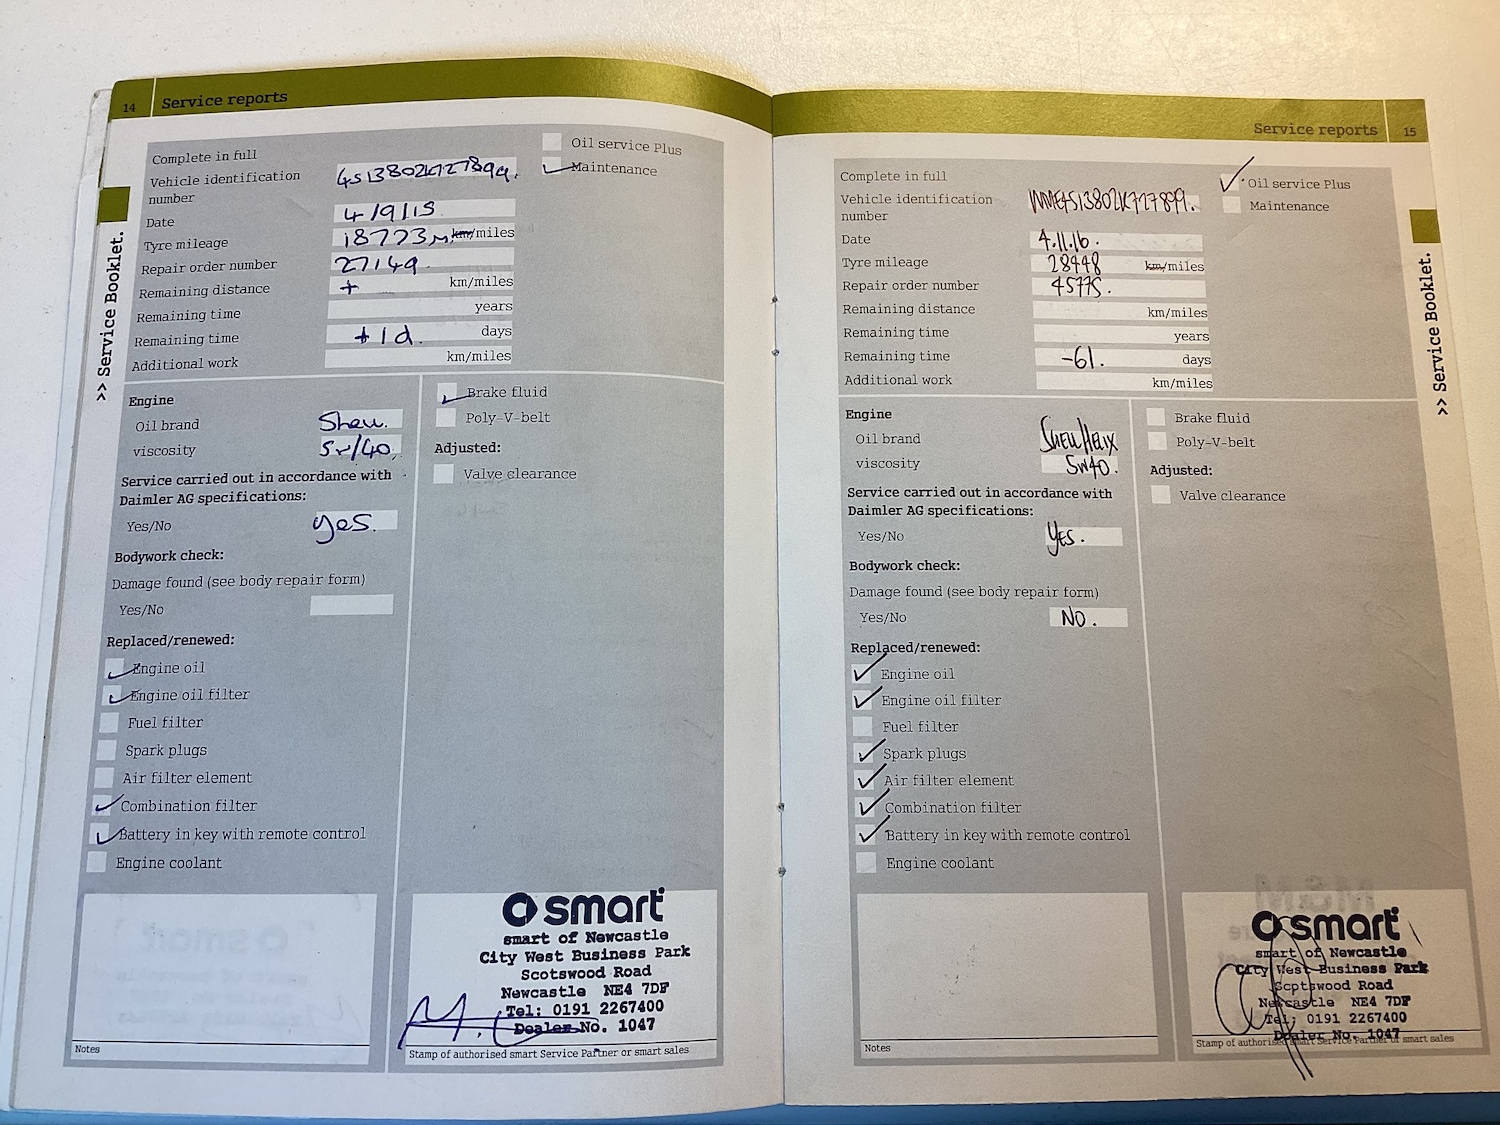 14 Service reports
Complete in full
Oil service Plus
Maintenance
Vehicle identification
number 4513802K727899.
Date 4/9/15
Tyre mileage 18773 M. km/miles
Repair order number 27149
Remaining distance + km/miles
Remaining time years
Remaining time +1d. days
Additional work km/miles
Engine
Oil brand Shell.
viscosity 5w/40.
Service carried out in accordance with
Daimler AG specifications:
Yes/No yes.
Bodywork check:
Damage found (see body repair form)
Yes/No
Replaced/renewed:
Engine oil
Engine oil filter
Fuel filter
Spark plugs
Air filter element
Combination filter
Battery in key with remote control
Engine coolant
Brake fluid
Poly-V-belt
Adjusted:
Valve clearance
Notes
smart
smart of Newcastle
City West Business Park
Scotswood Road
Newcastle NE4 7DF
Tel: 0191 2267400
Dealer No. 1047
Stamp of authorised smart Service Partner or smart sales
>> Service Booklet.
Service reports 15
Complete in full
Oil service Plus
Maintenance
Vehicle identification
number WME4513802K727899.
Date 4.11.16.
Tyre mileage 28448 km/miles
Repair order number 45775.
Remaining distance km/miles
Remaining time years
Remaining time -61. days
Additional work km/miles
Engine
Oil brand SHELL HELIX
viscosity 5W40.
Service carried out in accordance with
Daimler AG specifications:
Yes/No YES.
Bodywork check:
Damage found (see body repair form)
Yes/No NO.
Replaced/renewed:
Engine oil
Engine oil filter
Fuel filter
Spark plugs
Air filter element
Combination filter
Battery in key with remote control
Engine coolant
Brake fluid
Poly-V-belt
Adjusted:
Valve clearance
Notes
smart
smart of Newcastle
City West Business Park
Scotswood Road
Newcastle NE4 7DF
Tel: 0191 2267400
Dealer No. 1047
Stamp of authorised smart Service Partner or smart sales
>> Service Booklet.